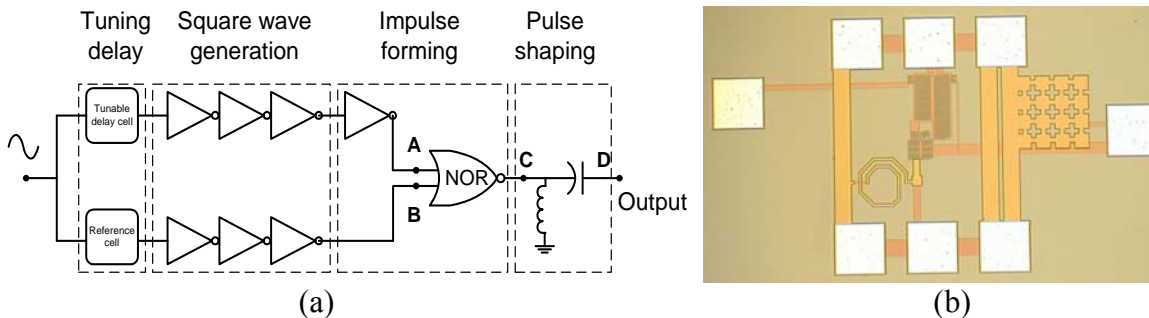 Tuning delay
Square wave generation
Impulse forming
Pulse shaping
Tunable delay cell
A
B
NOR
C
D
Output
Reference cell
(a)
(b)